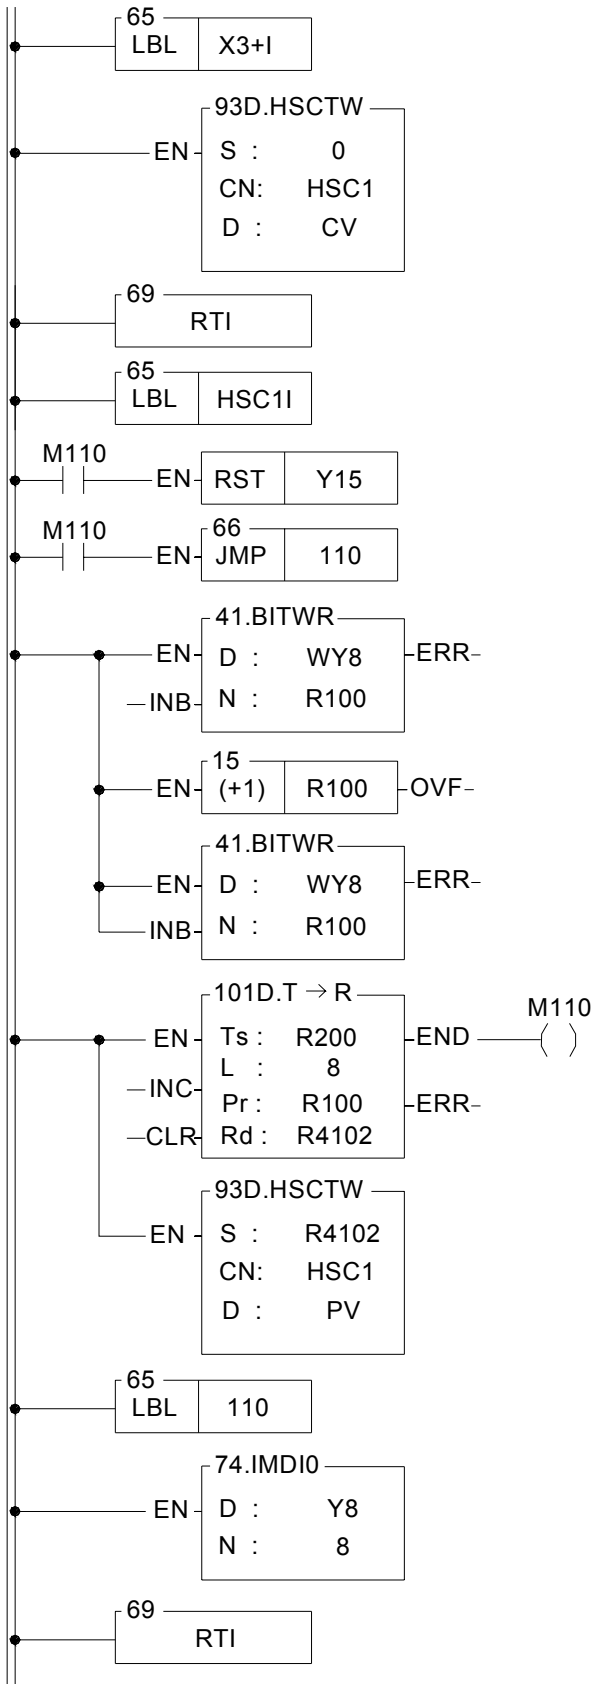 65
LBL X3+I
93D.HSCTW
EN S : 0
CN: HSC1
D : CV
69
RTI
65
LBL HSC1I
M110
EN RST Y15
M110
66
EN JMP 110
41.BITWR
EN D : WY8 ERR
INB N : R100
15
EN (+1) R100 OVF
41.BITWR
EN D : WY8 ERR
INB N : R100
101D.T → R
M110
EN Ts : R200 END ( )
L : 8
INC
Pr : R100 ERR
CLR Rd : R4102
93D.HSCTW
EN S : R4102
CN: HSC1
D : PV
65
LBL 110
74.IMDI0
EN D : Y8
N : 8
69
RTI